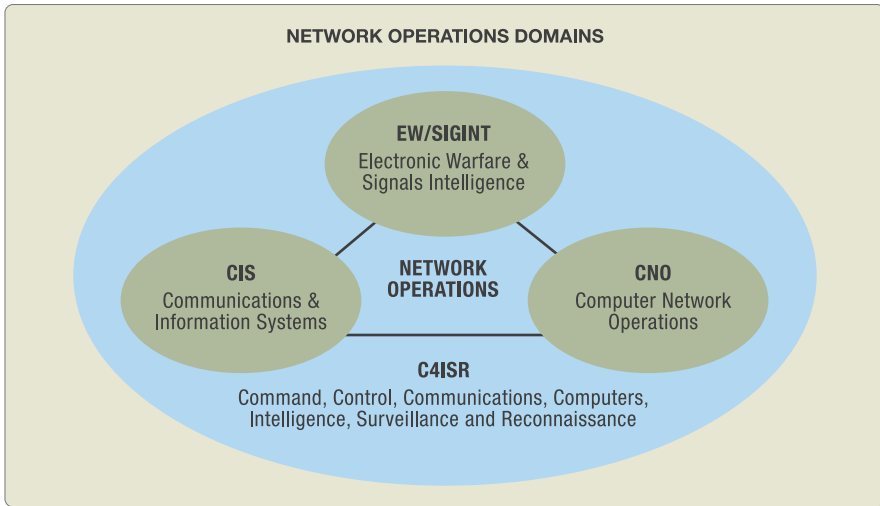 NETWORK OPERATIONS DOMAINS
EW/SIGINT
Electronic Warfare &
Signals Intelligence
CIS
Communications &
Information Systems
NETWORK
OPERATIONS
CNO
Computer Network
Operations
C4ISR
Command, Control, Communications, Computers,
Intelligence, Surveillance and Reconnaissance